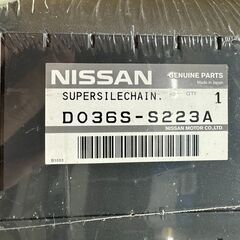 NISSAN
GENUINE PARTS
Made in Japan
SUPERSILECHAIN.
QTY
1
D036S-S223A
NISSAN MOTOR CO.,LTD.